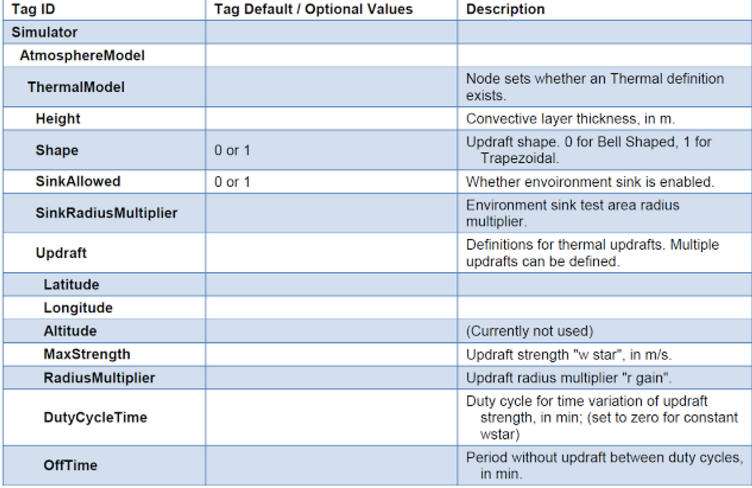 Tag ID Tag Default / Optional Values Description
Simulator
AtmosphereModel
ThermalModel Node sets whether an Thermal definition
exists.
Height Convective layer thickness, in m.
Shape 0 or 1 Updraft shape. 0 for Bell Shaped, 1 for
Trapezoidal.
SinkAllowed 0 or 1 Whether envoironment sink is enabled.
SinkRadiusMultiplier Environment sink test area radius
multiplier.
Updraft Definitions for thermal updrafts. Multiple
updrafts can be defined.
Latitude
Longitude
Altitude (Currently not used)
MaxStrength Updraft strength "w star", in m/s.
RadiusMultiplier Updraft radius multiplier "r gain".
DutyCycleTime Duty cycle for time variation of updraft
strength, in min; (set to zero for constant
wstar)
OffTime Period without updraft between duty cycles,
in min.